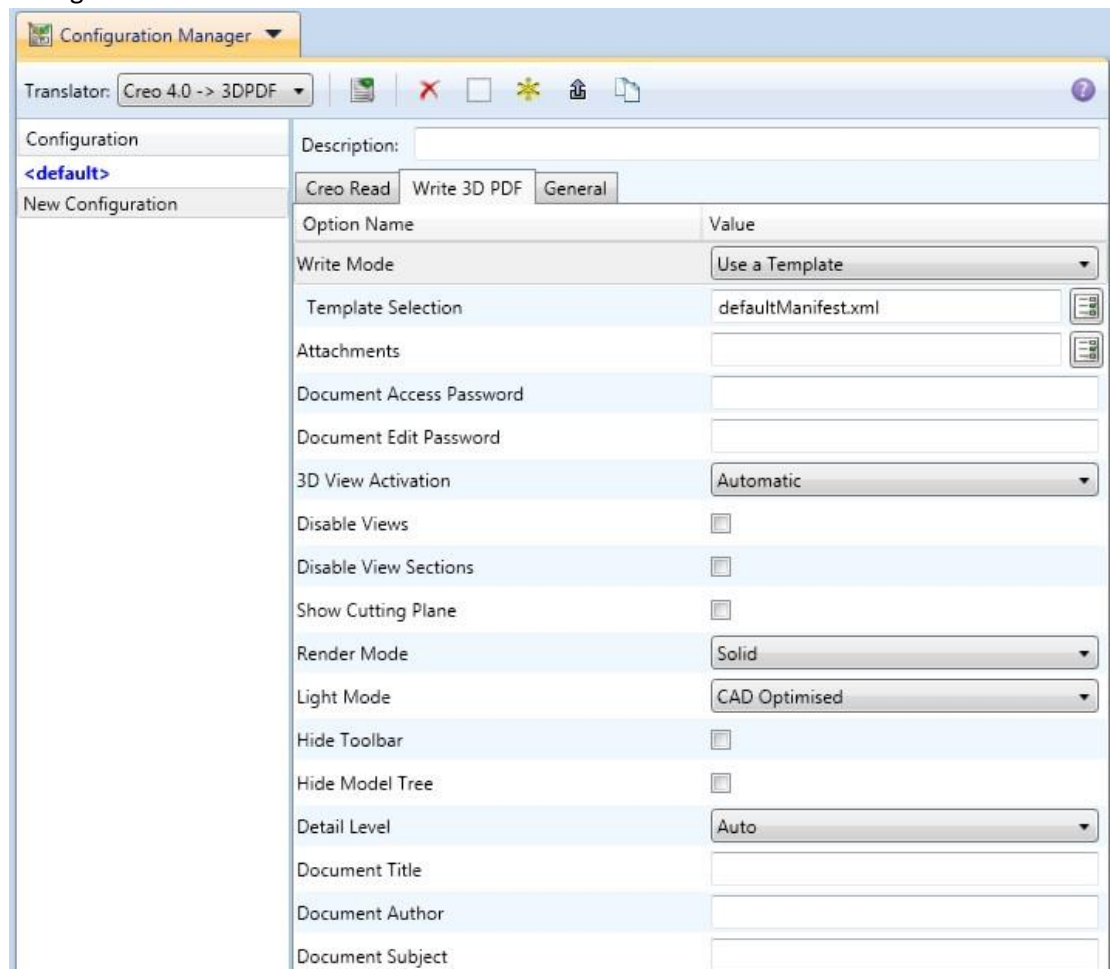 Configuration Manager
Translator: Creo 4.0 -> 3DPDF
Configuration
<default>
New Configuration
Description:
Creo Read Write 3D PDF General
Option Name Value
Write Mode Use a Template
Template Selection defaultManifest.xml
Attachments
Document Access Password
Document Edit Password
3D View Activation Automatic
Disable Views
Disable View Sections
Show Cutting Plane
Render Mode Solid
Light Mode CAD Optimised
Hide Toolbar
Hide Model Tree
Detail Level Auto
Document Title
Document Author
Document Subject